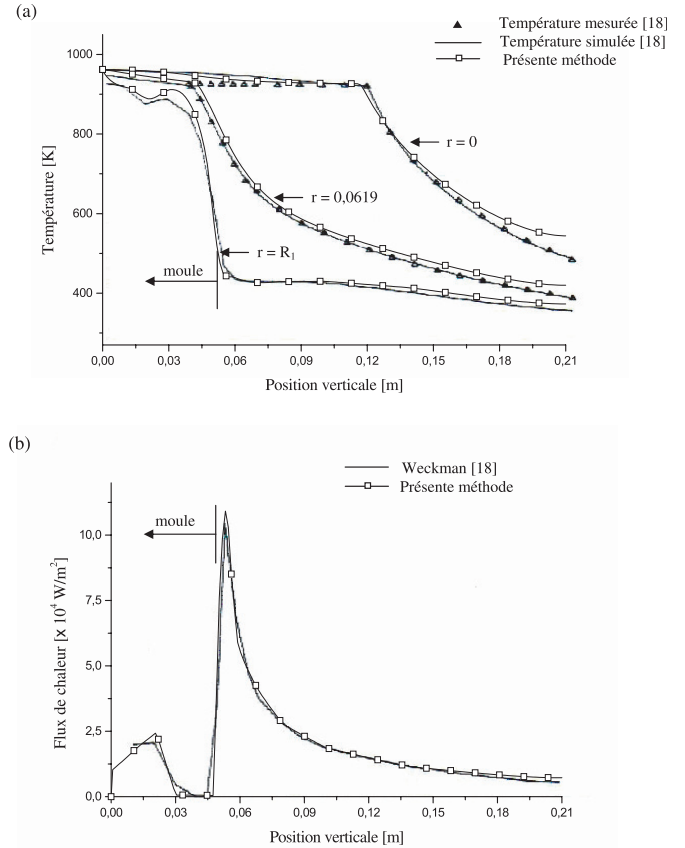 (a)
Température mesurée [18]
Température simulée [18]
Présente méthode
1000
800
600
400
Température [K]
r = 0
r = 0,0619
r = R1
moule
0,00 0,03 0,06 0,09 0,12 0,15 0,18 0,21
Position verticale [m]
(b)
Weckman [18]
Présente méthode
moule
10,0
7,5
5,0
2,5
0,0
Flux de chaleur [x 10^4 W/m^2]
0,00 0,03 0,06 0,09 0,12 0,15 0,18 0,21
Position verticale [m]